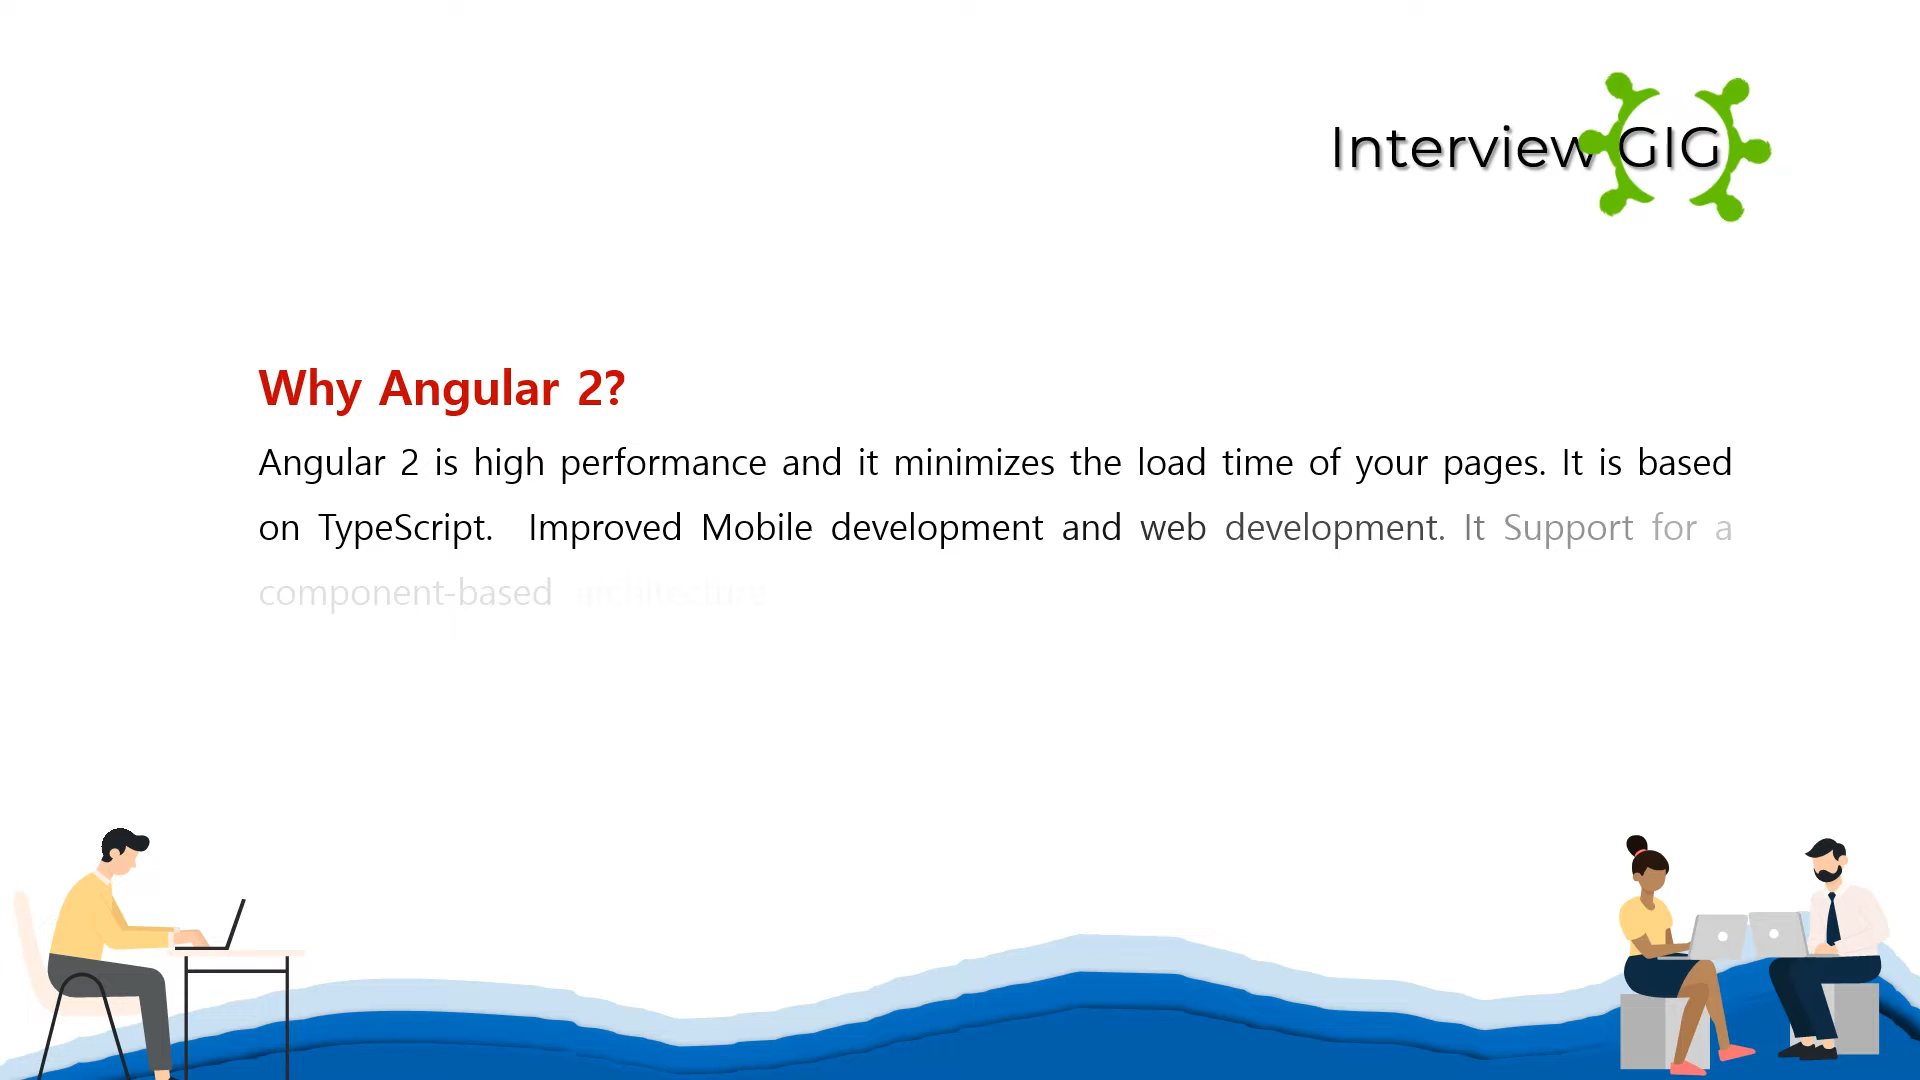 Interview GIG
Why Angular 2?
Angular 2 is high performance and it minimizes the load time of your pages. It is based
on TypeScript. Improved Mobile development and web development. It Support for a
component-based architecture